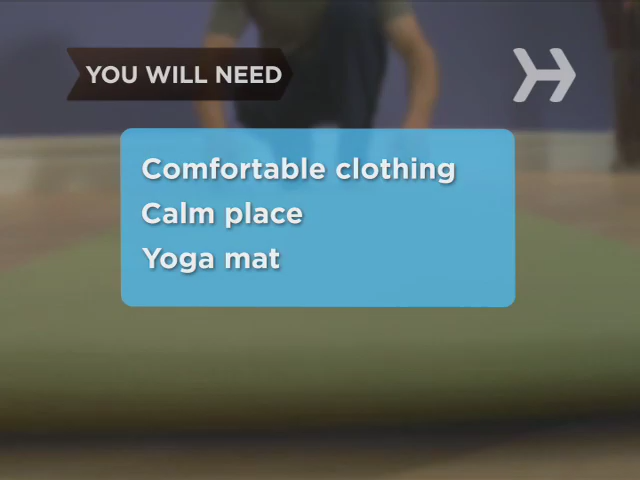 YOU WILL NEED
Comfortable clothing
Calm place
Yoga mat